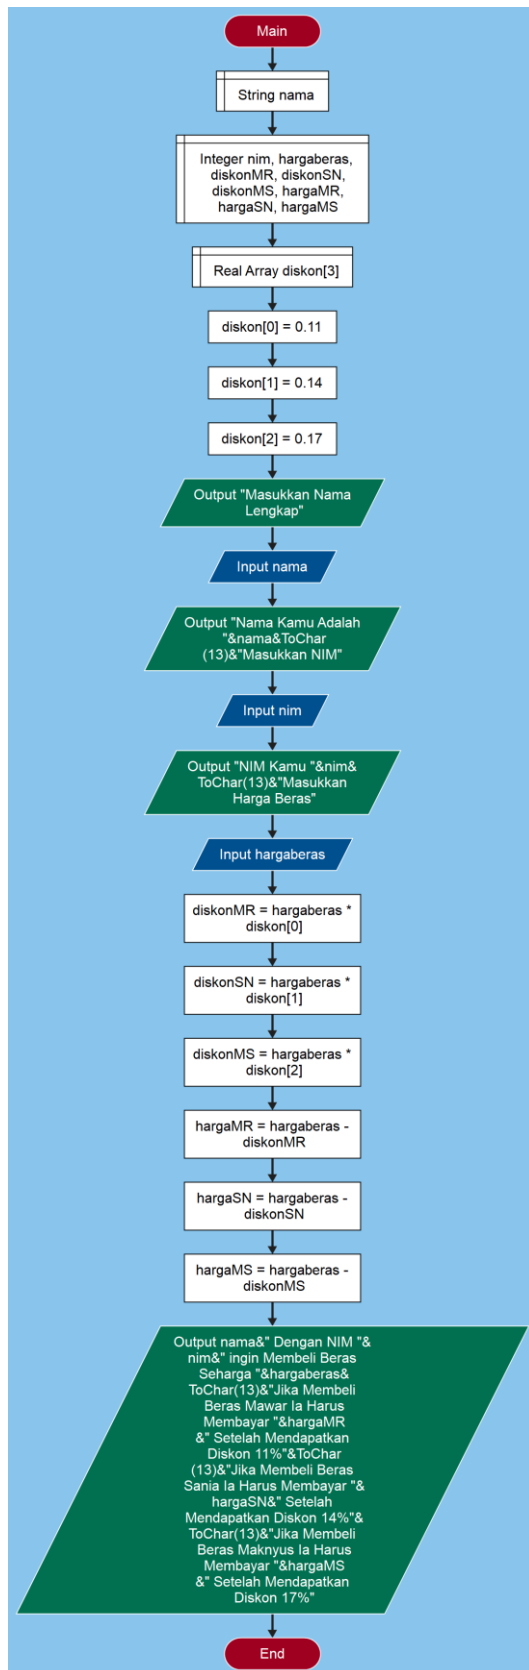 Main
String nama
Integer nim, hargaberas,
diskonMR, diskonSN,
diskonMS, hargaMR,
hargaSN, hargaMS
Real Array diskon[3]
diskon[0] = 0.11
diskon[1] = 0.14
diskon[2] = 0.17
Output "Masukkan Nama
Lengkap"
Input nama
Output "Nama Kamu Adalah
"&nama&ToChar
(13)&"Masukkan NIM"
Input nim
Output "NIM Kamu "&nim&
ToChar(13)&"Masukkan
Harga Beras"
Input hargaberas
diskonMR = hargaberas *
diskon[0]
diskonSN = hargaberas *
diskon[1]
diskonMS = hargaberas *
diskon[2]
hargaMR = hargaberas -
diskonMR
hargaSN = hargaberas -
diskonSN
hargaMS = hargaberas -
diskonMS
Output nama&" Dengan NIM "&
nim&" ingin Membeli Beras
Seharga "&hargaberas&
ToChar(13)&"Jika Membeli
Beras Mawar Ia Harus
Membayar "&hargaMR
&" Setelah Mendapatkan
Diskon 11%"&ToChar
(13)&"Jika Membeli Beras
Sania Ia Harus Membayar "&
hargaSN&" Setelah
Mendapatkan Diskon 14%"&
ToChar(13)&"Jika Membeli
Beras Maknyus Ia Harus
Membayar "&hargaMS
&" Setelah Mendapatkan
Diskon 17%"
End